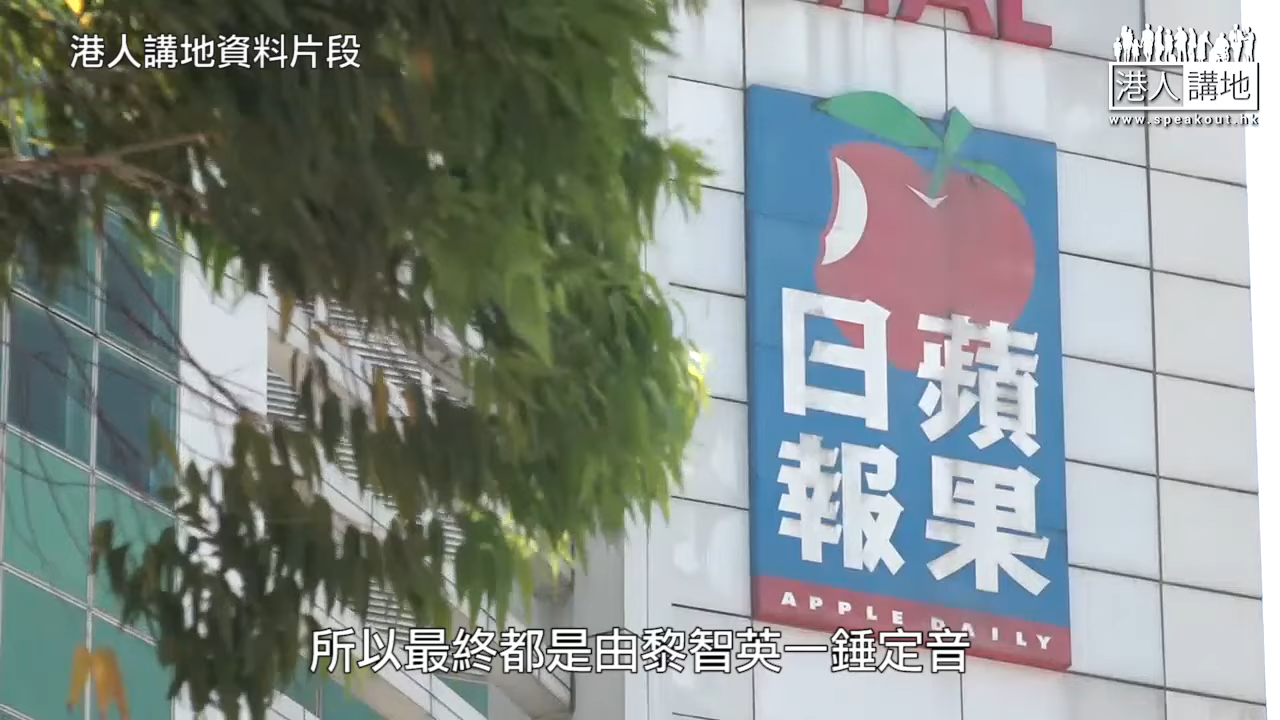 港人講地資料片段
港人講地
www.speakout.hk
蘋果
日報
APPLE DAILY
所以最終都是由黎智英一錘定音